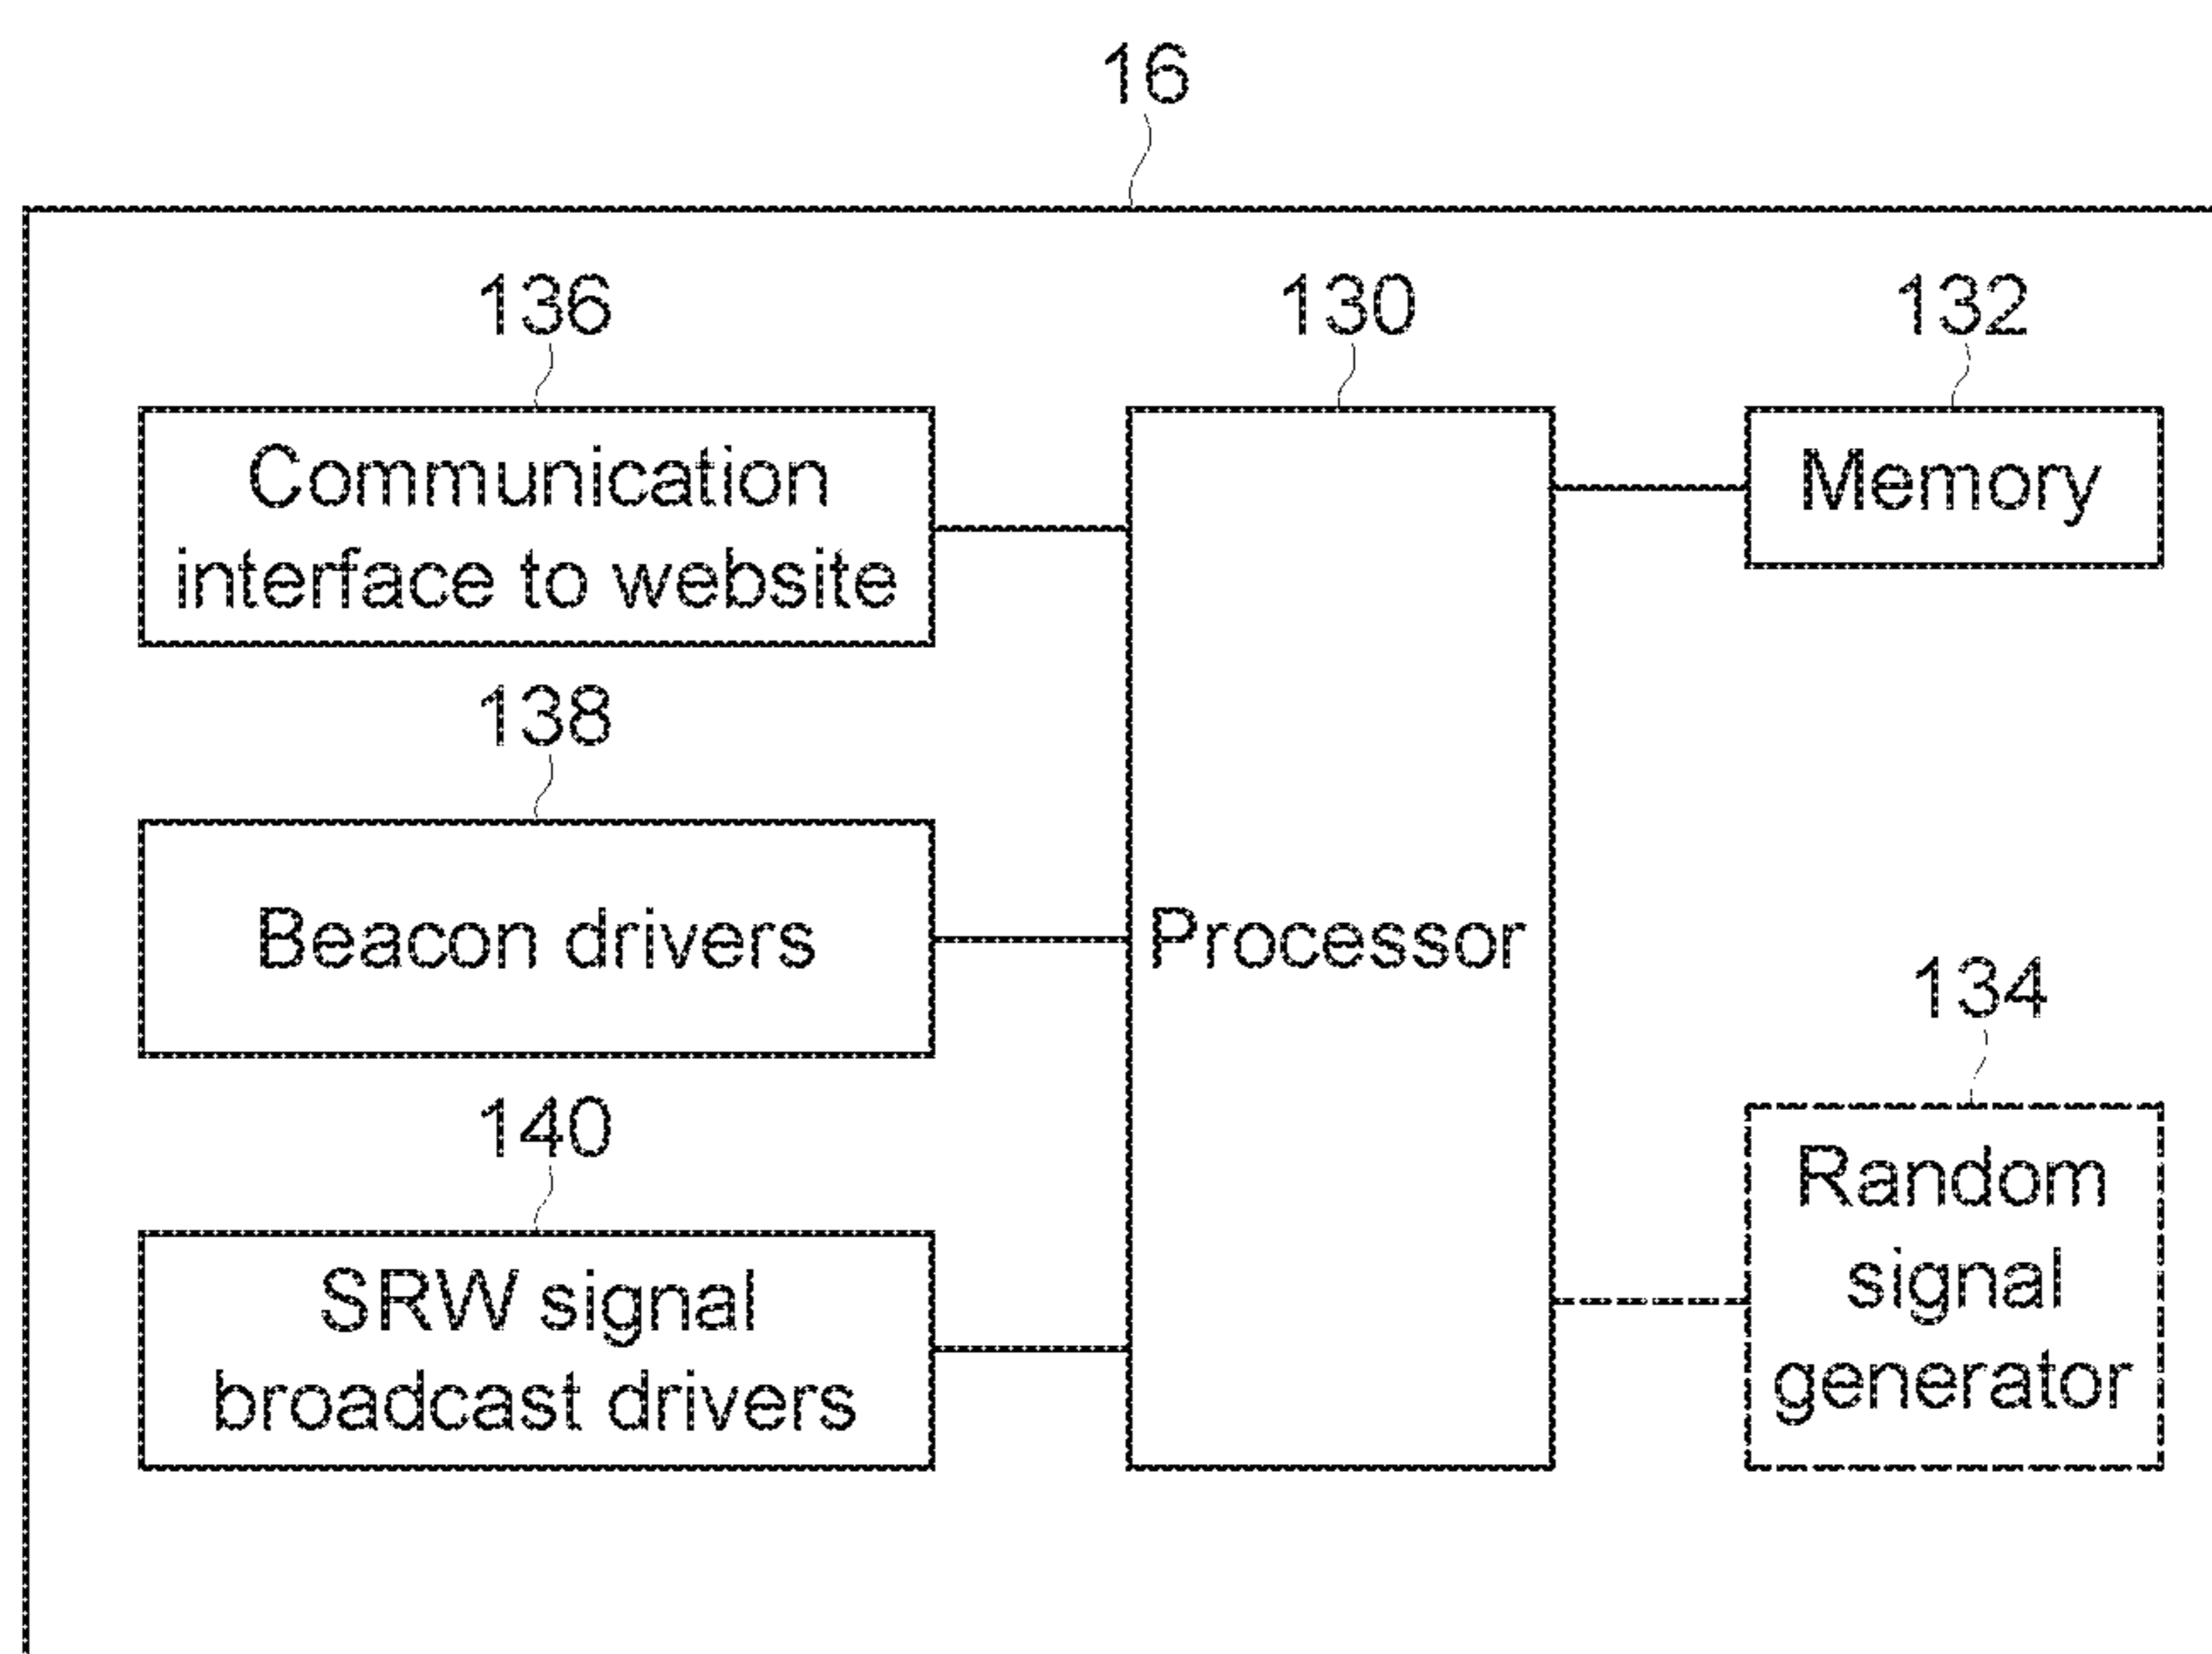 16
136
130
132
Communication
interface to website
Memory
138
Beacon drivers
Processor
134
140
Random
signal
generator
SRW signal
broadcast drivers